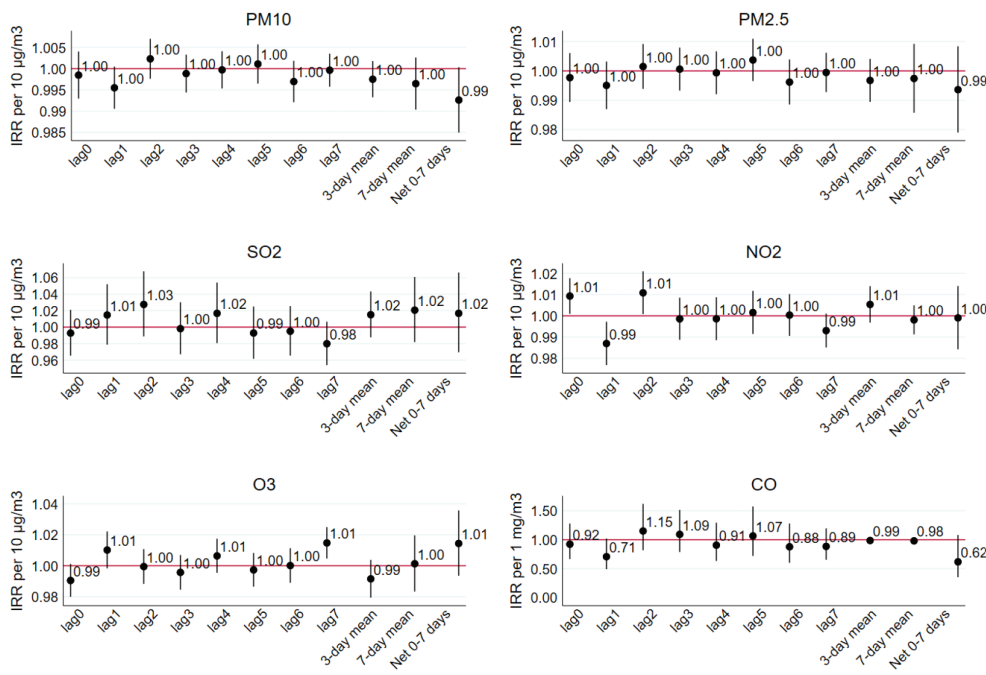 PM10
IRR per 10 µg/m3
1.005
1.00
0.995
0.99
0.985
1.00
1.00
1.00
1.00
1.00
1.00
1.00
1.00
1.00
1.00
0.99
lag0
lag1
lag2
lag3
lag4
lag5
lag6
lag7
3-day mean
7-day mean
Net 0-7 days
PM2.5
IRR per 10 µg/m3
1.01
1.00
0.99
0.98
1.00
1.00
1.00
1.00
1.00
1.00
1.00
1.00
1.00
1.00
0.99
lag0
lag1
lag2
lag3
lag4
lag5
lag6
lag7
3-day mean
7-day mean
Net 0-7 days
SO2
IRR per 10 µg/m3
1.06
1.04
1.02
1.00
0.98
0.96
0.99
1.01
1.03
1.00
1.02
0.99
1.00
0.98
1.02
1.02
1.02
lag0
lag1
lag2
lag3
lag4
lag5
lag6
lag7
3-day mean
7-day mean
Net 0-7 days
NO2
IRR per 10 µg/m3
1.02
1.01
1.00
0.99
0.98
1.01
0.99
1.01
1.00
1.00
1.00
1.00
0.99
1.01
1.00
1.00
lag0
lag1
lag2
lag3
lag4
lag5
lag6
lag7
3-day mean
7-day mean
Net 0-7 days
O3
IRR per 10 µg/m3
1.04
1.02
1.00
0.98
0.99
1.01
1.00
1.00
1.01
1.00
1.00
1.01
0.99
1.00
1.01
lag0
lag1
lag2
lag3
lag4
lag5
lag6
lag7
3-day mean
7-day mean
Net 0-7 days
CO
IRR per 1 mg/m3
1.50
1.00
0.50
0.00
0.92
0.71
1.15
1.09
0.91
1.07
0.88
0.89
0.99
0.98
0.62
lag0
lag1
lag2
lag3
lag4
lag5
lag6
lag7
3-day mean
7-day mean
Net 0-7 days